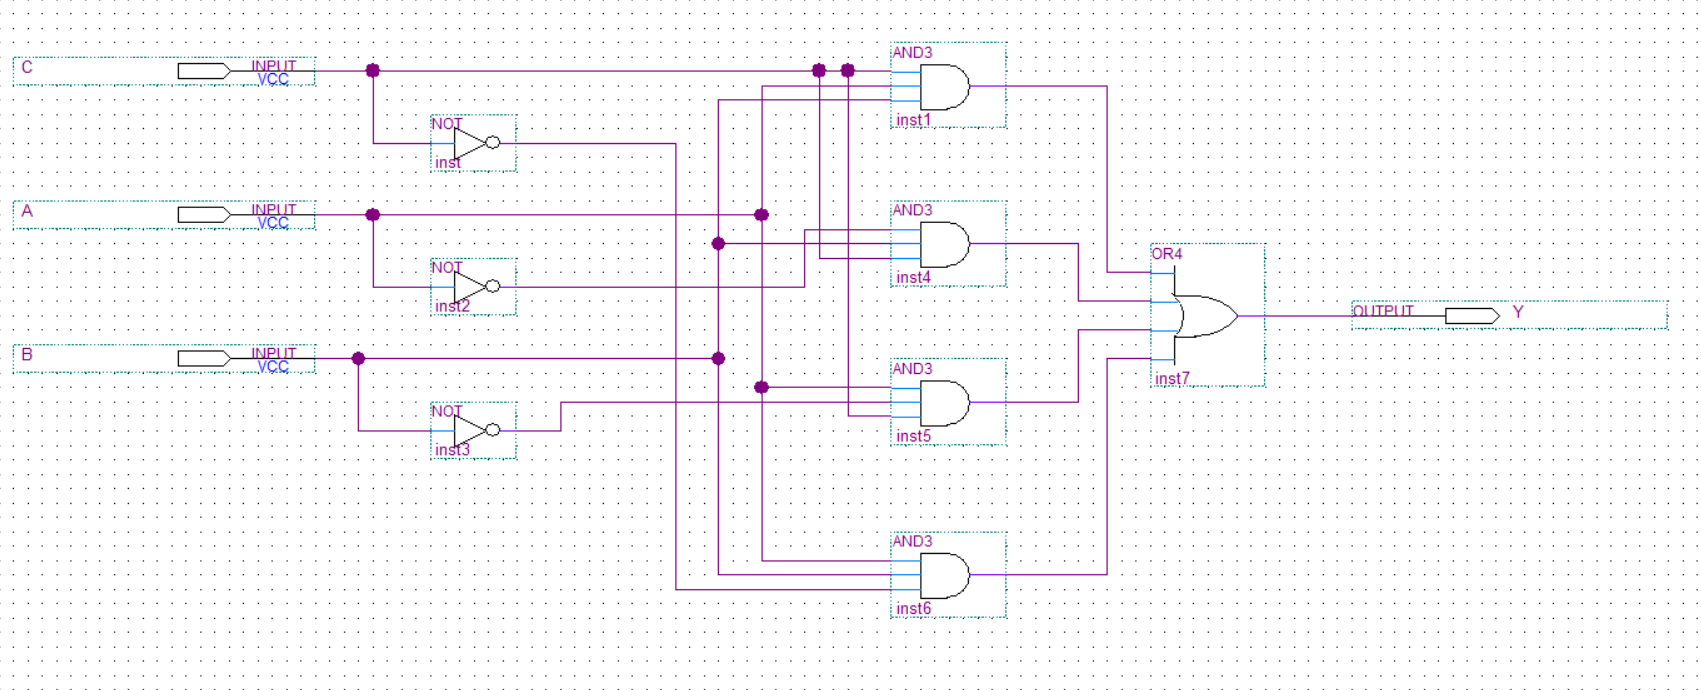 C
INPUT
VCC
AND3
inst1
NOT
inst
A
INPUT
VCC
AND3
inst4
NOT
inst2
OR4
inst7
OUTPUT
Y
B
INPUT
VCC
AND3
inst5
NOT
inst3
AND3
inst6